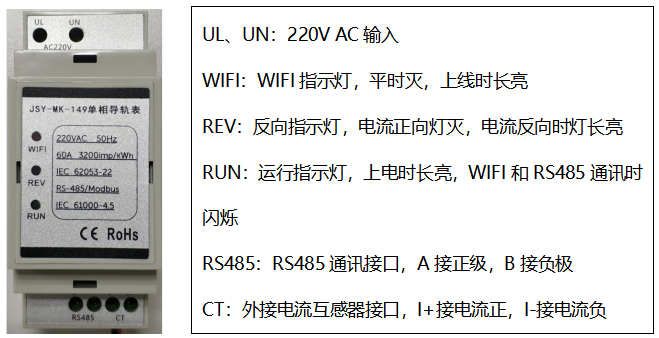 UL UN
AC220V
JSY-MK-149单相导轨表
WIFI
REV
RUN
220VAC 50Hz
60A 3200imp/KWh
IEC 62053-22
RS-485/Modbus
IEC 61000-4.5
CE RoHs
RS485 CT
UL、UN：220V AC 输入
WIFI：WIFI 指示灯，平时灭，上线时长亮
REV：反向指示灯，电流正向灯灭，电流反向时灯长亮
RUN：运行指示灯，上电时长亮，WIFI 和 RS485 通讯时
闪烁
RS485：RS485 通讯接口，A 接正级，B 接负极
CT：外接电流互感器接口，I+接电流正，I-接电流负